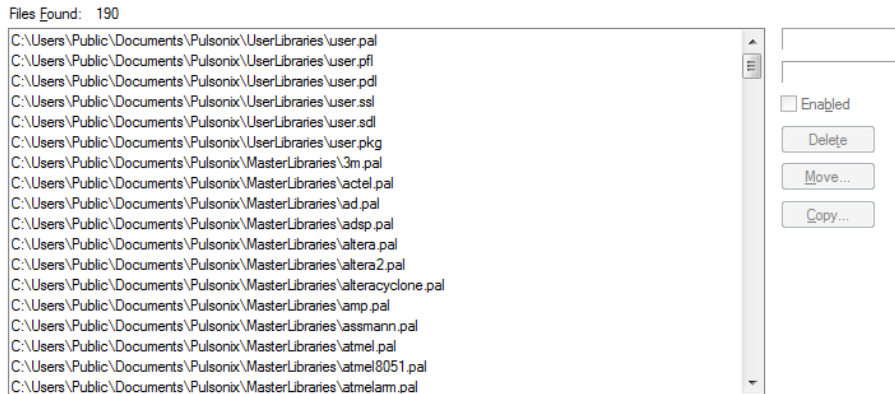 Files Found: 190
C:\Users\Public\Documents\Pulsonix\UserLibraries\user.pal
C:\Users\Public\Documents\Pulsonix\UserLibraries\user.pfl
C:\Users\Public\Documents\Pulsonix\UserLibraries\user.pdl
C:\Users\Public\Documents\Pulsonix\UserLibraries\user.ssl
C:\Users\Public\Documents\Pulsonix\UserLibraries\user.sdl
C:\Users\Public\Documents\Pulsonix\UserLibraries\user.pkg
C:\Users\Public\Documents\Pulsonix\MasterLibraries\3m.pal
C:\Users\Public\Documents\Pulsonix\MasterLibraries\actel.pal
C:\Users\Public\Documents\Pulsonix\MasterLibraries\ad.pal
C:\Users\Public\Documents\Pulsonix\MasterLibraries\adsp.pal
C:\Users\Public\Documents\Pulsonix\MasterLibraries\altera.pal
C:\Users\Public\Documents\Pulsonix\MasterLibraries\altera2.pal
C:\Users\Public\Documents\Pulsonix\MasterLibraries\alteracyclone.pal
C:\Users\Public\Documents\Pulsonix\MasterLibraries\amp.pal
C:\Users\Public\Documents\Pulsonix\MasterLibraries\assmann.pal
C:\Users\Public\Documents\Pulsonix\MasterLibraries\atmel.pal
C:\Users\Public\Documents\Pulsonix\MasterLibraries\atmel8051.pal
C:\Users\Public\Documents\Pulsonix\MasterLibraries\atmelarm.pal
Enabled
Delete
Move...
Copy...